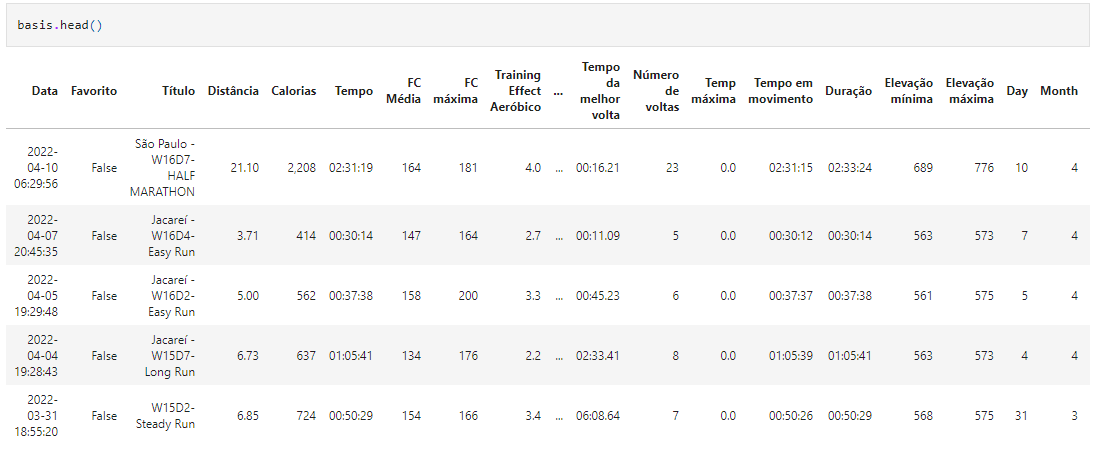 basis.head()
Data Favorito Título Distância Calorias Tempo FC Média FC máxima Training Effect Aeróbico ... Tempo da melhor volta Número de voltas Temp máxima Tempo em movimento Duração Elevação mínima Elevação máxima Day Month
2022-04-10 06:29:56 False São Paulo - W16D7- HALF MARATHON 21.10 2,208 02:31:19 164 181 4.0 ... 00:16.21 23 0.0 02:31:15 02:33:24 689 776 10 4
2022-04-07 20:45:35 False Jacareí - W16D4- Easy Run 3.71 414 00:30:14 147 164 2.7 ... 00:11.09 5 0.0 00:30:12 00:30:14 563 573 7 4
2022-04-05 19:29:48 False Jacareí - W16D2- Easy Run 5.00 562 00:37:38 158 200 3.3 ... 00:45.23 6 0.0 00:37:37 00:37:38 561 575 5 4
2022-04-04 19:28:43 False Jacareí - W15D7- Long Run 6.73 637 01:05:41 134 176 2.2 ... 02:33.41 8 0.0 01:05:39 01:05:41 563 573 4 4
2022-03-31 18:55:20 False W15D2- Steady Run 6.85 724 00:50:29 154 166 3.4 ... 06:08.64 7 0.0 00:50:26 00:50:29 568 575 31 3